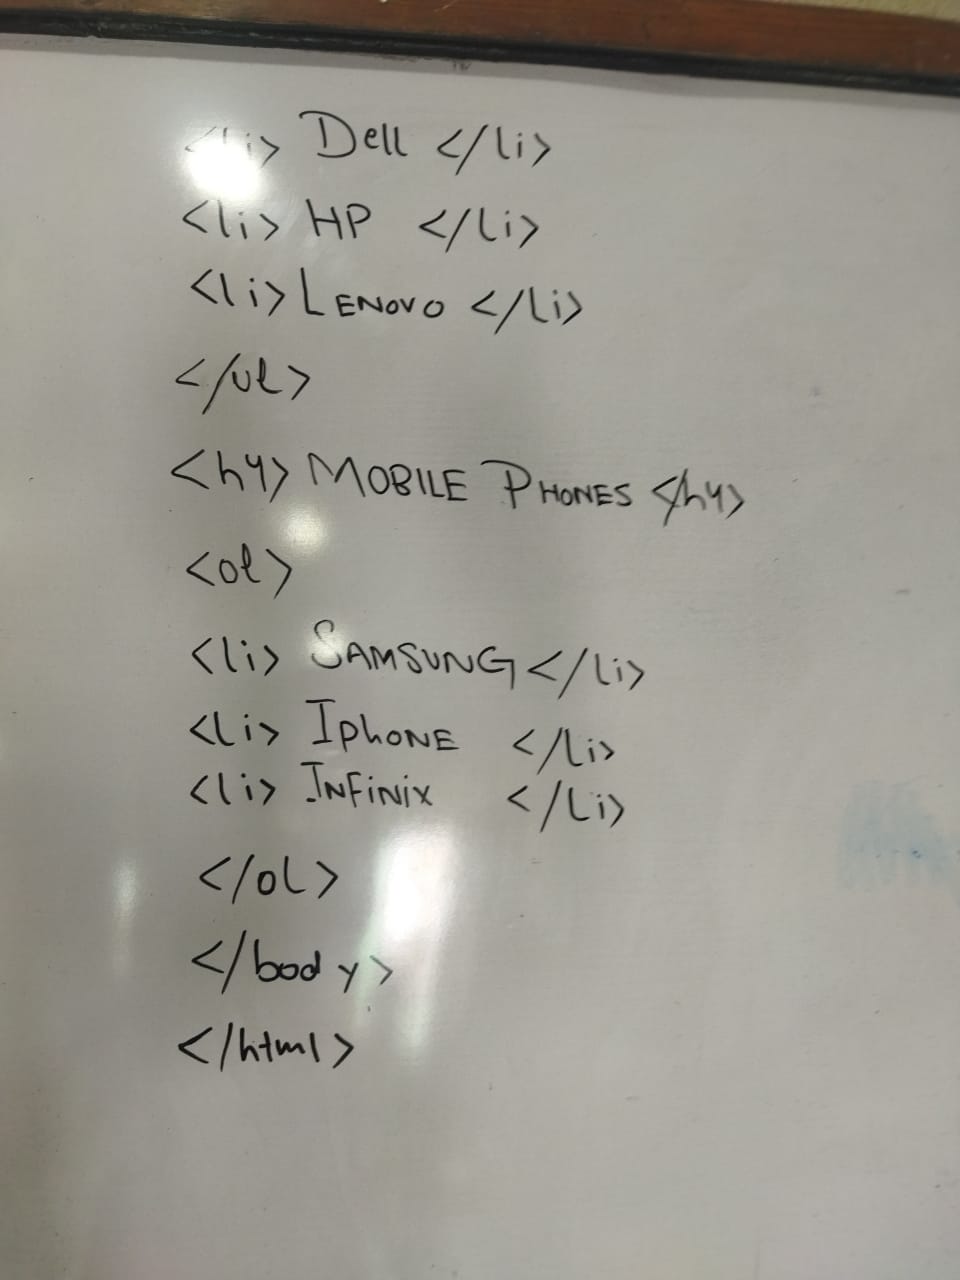 <li> Dell </li>
<li> HP </li>
<li> LENOVO </li>
</ul>
<h4> MOBILE PHONES </h4>
<ol>
<li> SAMSUNG </li>
<li> IphONE </li>
<li> INFiNiX </li>
</ol>
</body>
</html>